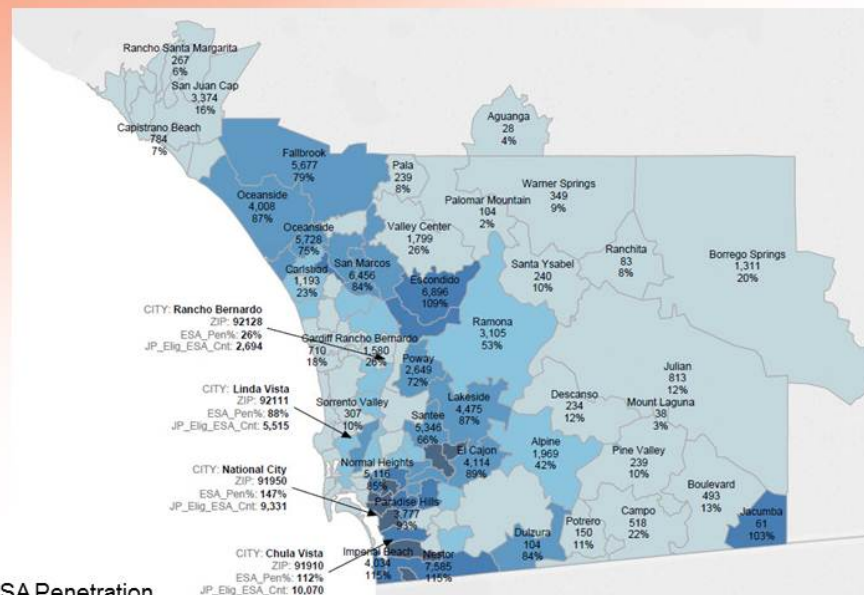 Rancho Santa Margarita
267
6%
San Juan Cap
3,374
16%
Capistrano Beach
784
7%
Aguanga
28
4%
Fallbrook
5,677
79%
Pala
239
8%
Warner Springs
349
9%
Palomar Mountain
104
2%
Oceanside
4,008
87%
Valley Center
1,799
26%
Oceanside
5,728
75%
Ranchita
83
8%
Borrego Springs
1,311
20%
Carlsbad
1,193
23%
San Marcos
6,456
84%
Escondido
6,896
109%
Santa Ysabel
240
10%
CITY: Rancho Bernardo
ZIP: 92128
ESA_Pen%: 26%
JP_Elig_ESA_Cnt: 2,694
Ramona
3,105
53%
Cardiff
710
18%
Rancho Bernardo
1,580
26%
Poway
2,649
72%
Julian
813
12%
CITY: Linda Vista
ZIP: 92111
ESA_Pen%: 88%
JP_Elig_ESA_Cnt: 5,515
Sorrento Valley
307
10%
Lakeside
4,475
87%
Descanso
234
12%
Mount Laguna
38
3%
Santee
5,346
66%
El Cajon
4,114
89%
Alpine
1,969
42%
Pine Valley
239
10%
CITY: National City
ZIP: 91950
ESA_Pen%: 147%
JP_Elig_ESA_Cnt: 9,331
Normal Heights
5,116
85%
Boulevard
493
13%
Paradise Hills
3,777
93%
Jacumba
61
103%
Dulzura
104
84%
Potrero
150
11%
Campo
518
22%
CITY: Chula Vista
ZIP: 91910
ESA_Pen%: 112%
JP_Elig_ESA_Cnt: 10,070
Imperial Beach
4,034
115%
Nestor
7,585
115%
SA Penetration